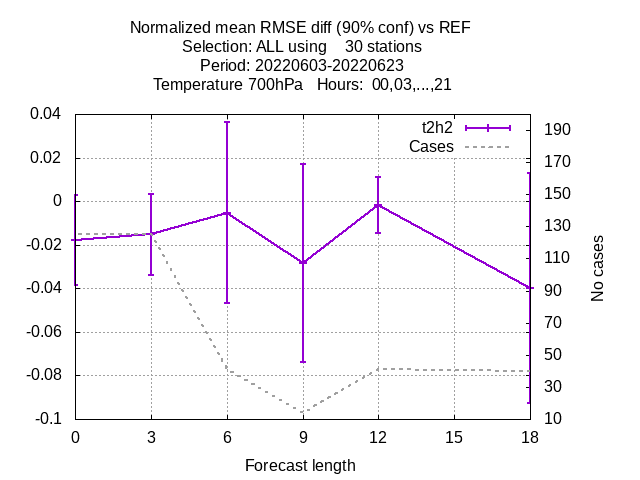 Normalized mean RMSE diff (90% conf) vs REF
Selection: ALL using    30 stations
Period: 20220603-20220623
Temperature 700hPa   Hours:  00,03,...,21
t2h2
Cases
0.04
0.02
0
-0.02
-0.04
-0.06
-0.08
-0.1
190
170
150
130
110
90
70
50
30
10
No cases
0 3 6 9 12 15 18
Forecast length